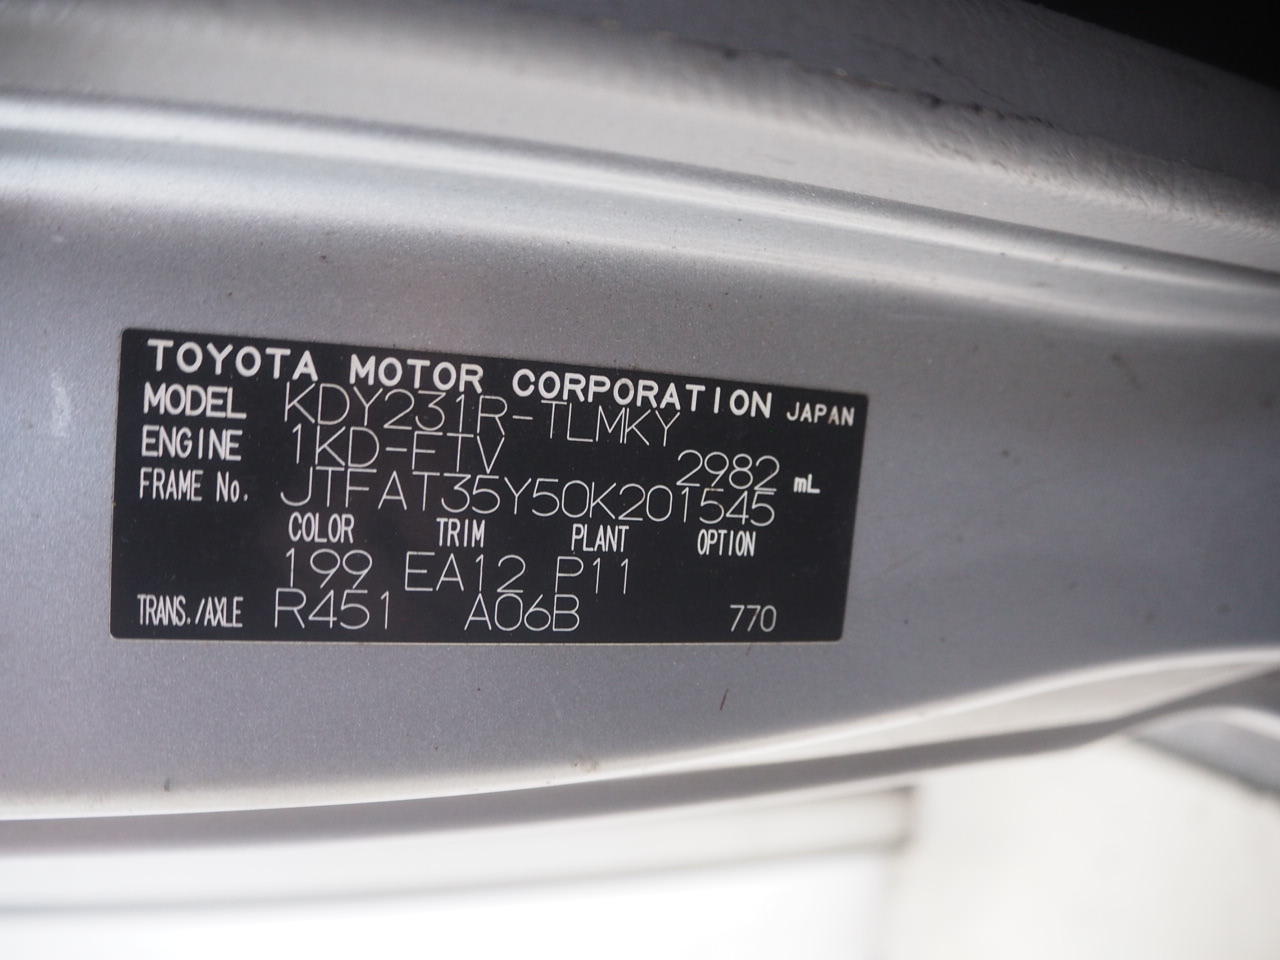 TOYOTA MOTOR CORPORATION JAPAN
MODEL KDY231R-TLMKY
ENGINE 1KD-FTV 2982 mL
FRAME No. JTFAT35Y50K201545
COLOR TRIM PLANT OPTION
199 EA12 P11
TRANS./AXLE R451 A06B 770